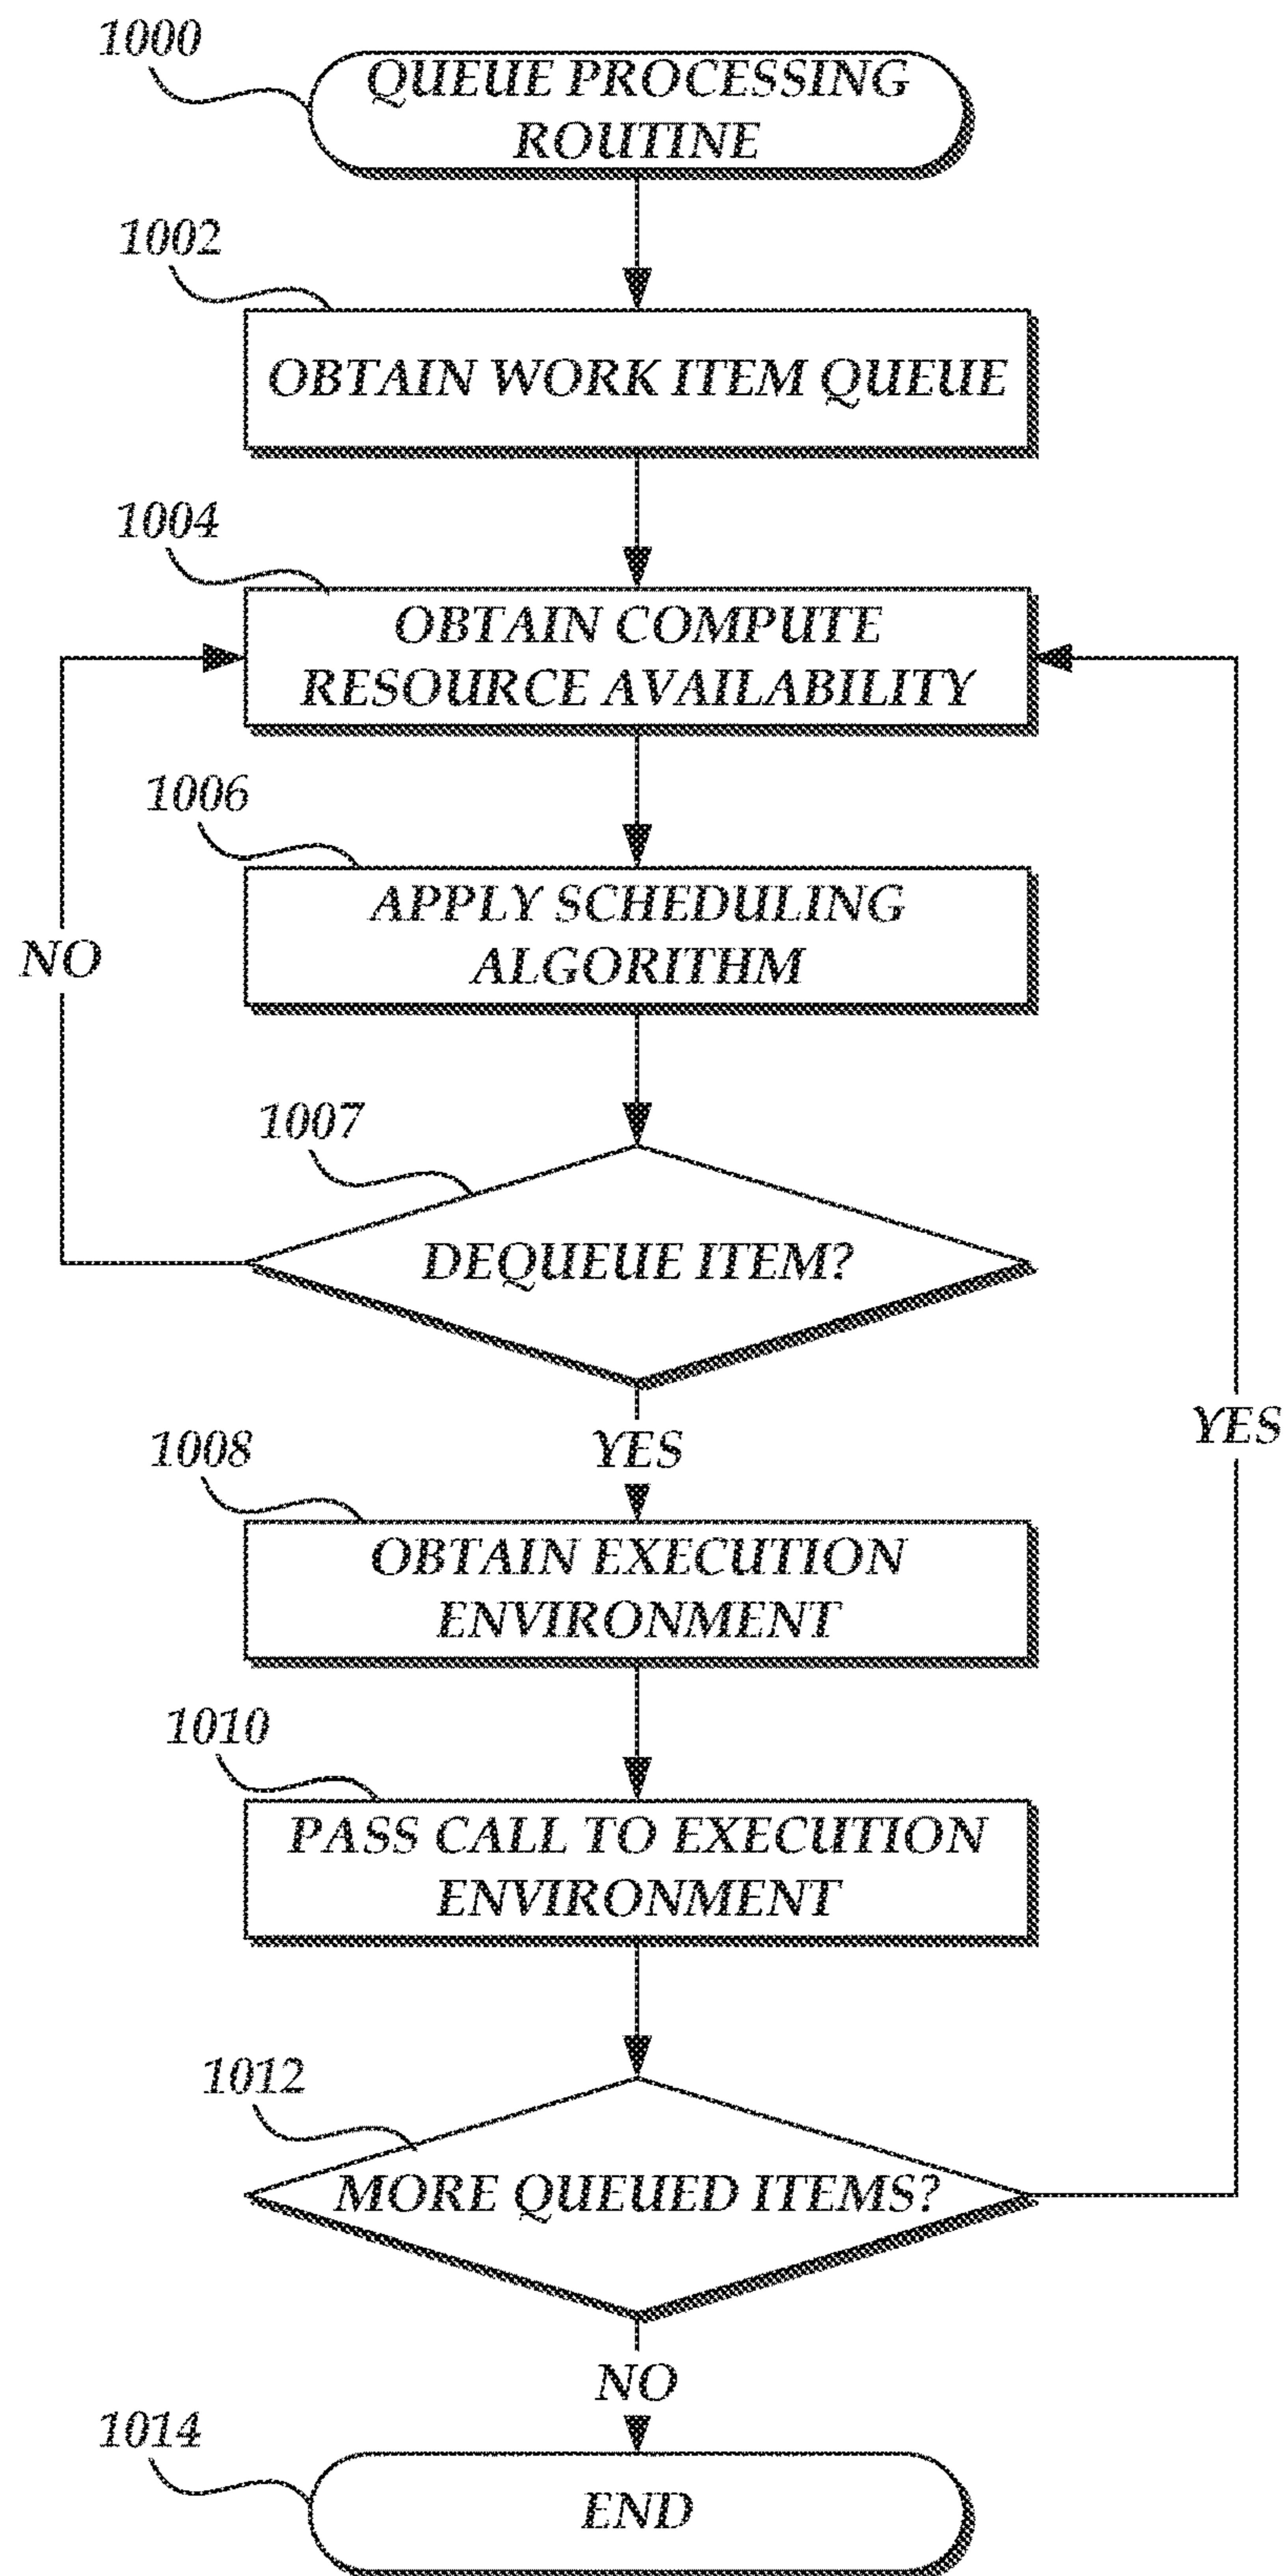 1000
QUEUE PROCESSING
ROUTINE
1002
OBTAIN WORK ITEM QUEUE
1004
OBTAIN COMPUTE
RESOURCE AVAILABILITY
1006
APPLY SCHEDULING
ALGORITHM
NO
1007
DEQUEUE ITEM?
YES
YES
1008
OBTAIN EXECUTION
ENVIRONMENT
1010
PASS CALL TO EXECUTION
ENVIRONMENT
1012
MORE QUEUED ITEMS?
NO
1014
END